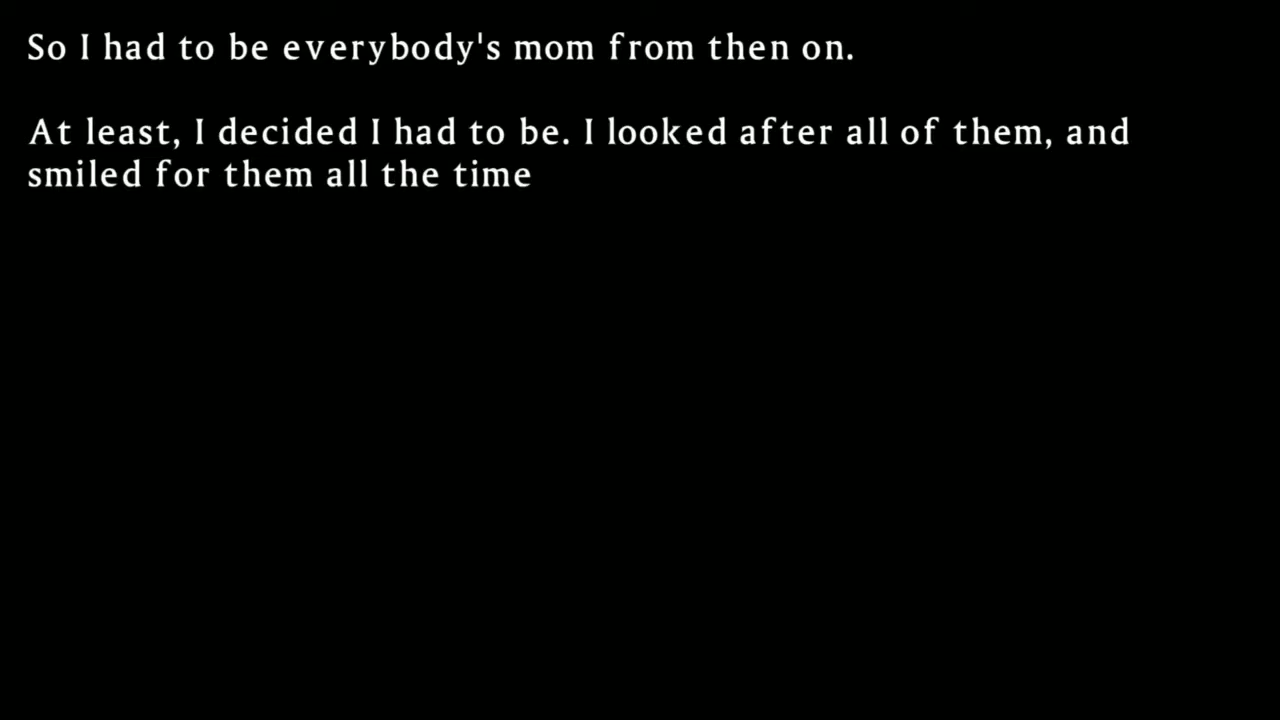 So I had to be everybody's mom from then on.
At least, I decided I had to be. I looked after all of them, and
smiled for them all the time